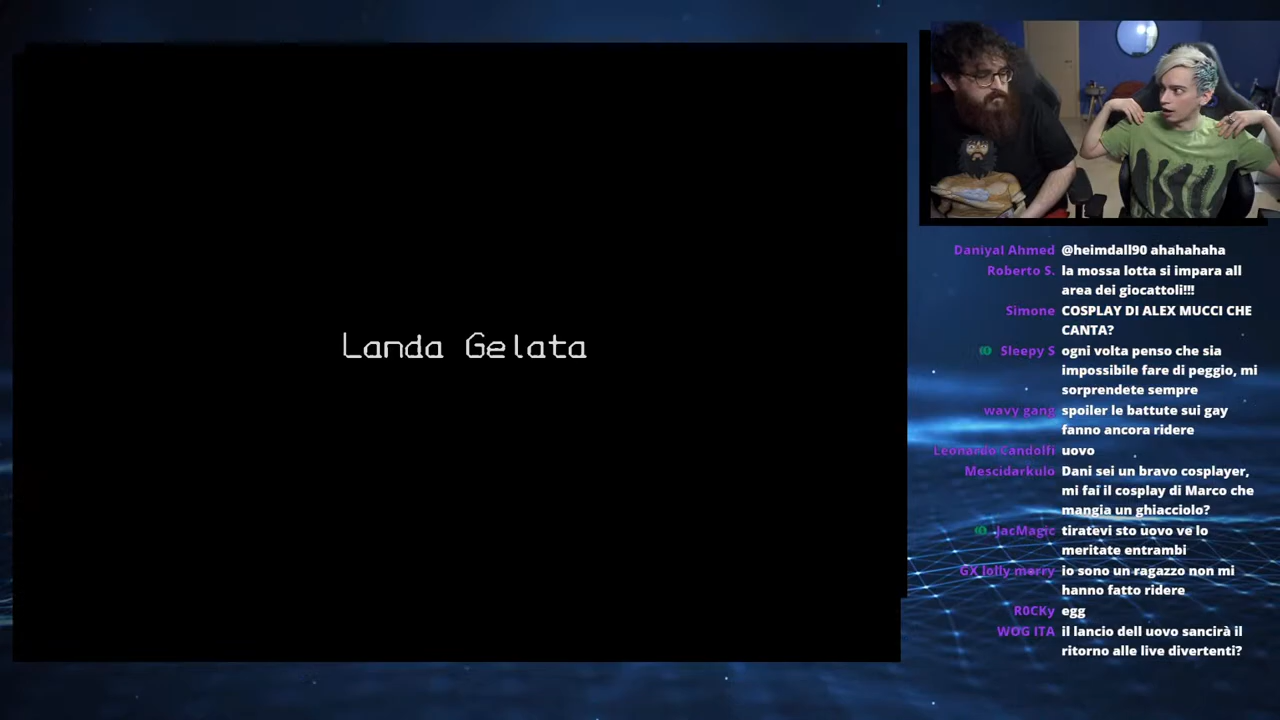 Landa Gelata
Daniyal Ahmed @heimdall90 ahahahaha
Roberto S. la mossa lotta si impara all
area dei giocattoli!!!
Simone COSPLAY DI ALEX MUCCI CHE
CANTA?
Sleepy S ogni volta penso che sia
impossibile fare di peggio, mi
sorprendete sempre
wavy gang spoiler le battute sui gay
fanno ancora ridere
Leonardo Candolfi uovo
Mescidarkulo Dani sei un bravo cosplayer,
mi fai il cosplay di Marco che
mangia un ghiacciolo?
JacMagic tiratevi sto uovo ve lo
meritate entrambi
GX lolly merry io sono un ragazzo non mi
hanno fatto ridere
R0CKy egg
WOG ITA il lancio dell uovo sancirà il
ritorno alle live divertenti?